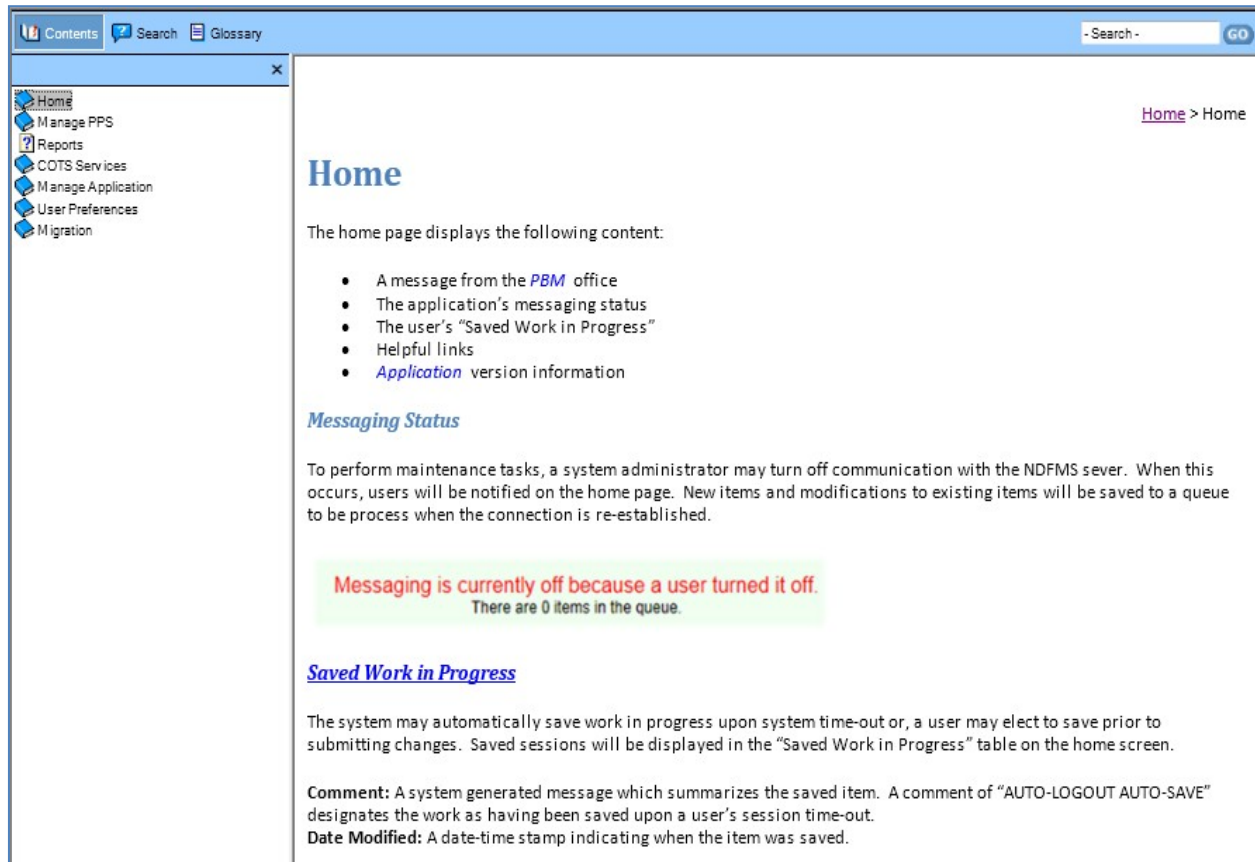 Contents Search Glossary - Search - GO
×
Home
Manage PPS
Reports
COTS Services
Manage Application
User Preferences
Migration
Home > Home
Home
The home page displays the following content:
• A message from the PBM office
• The application’s messaging status
• The user’s “Saved Work in Progress”
• Helpful links
• Application version information
Messaging Status
To perform maintenance tasks, a system administrator may turn off communication with the NDFMS sever. When this
occurs, users will be notified on the home page. New items and modifications to existing items will be saved to a queue
to be process when the connection is re-established.
Messaging is currently off because a user turned it off.
There are 0 items in the queue.
Saved Work in Progress
The system may automatically save work in progress upon system time-out or, a user may elect to save prior to
submitting changes. Saved sessions will be displayed in the “Saved Work in Progress” table on the home screen.
Comment: A system generated message which summarizes the saved item. A comment of “AUTO-LOGOUT AUTO-SAVE”
designates the work as having been saved upon a user’s session time-out.
Date Modified: A date-time stamp indicating when the item was saved.